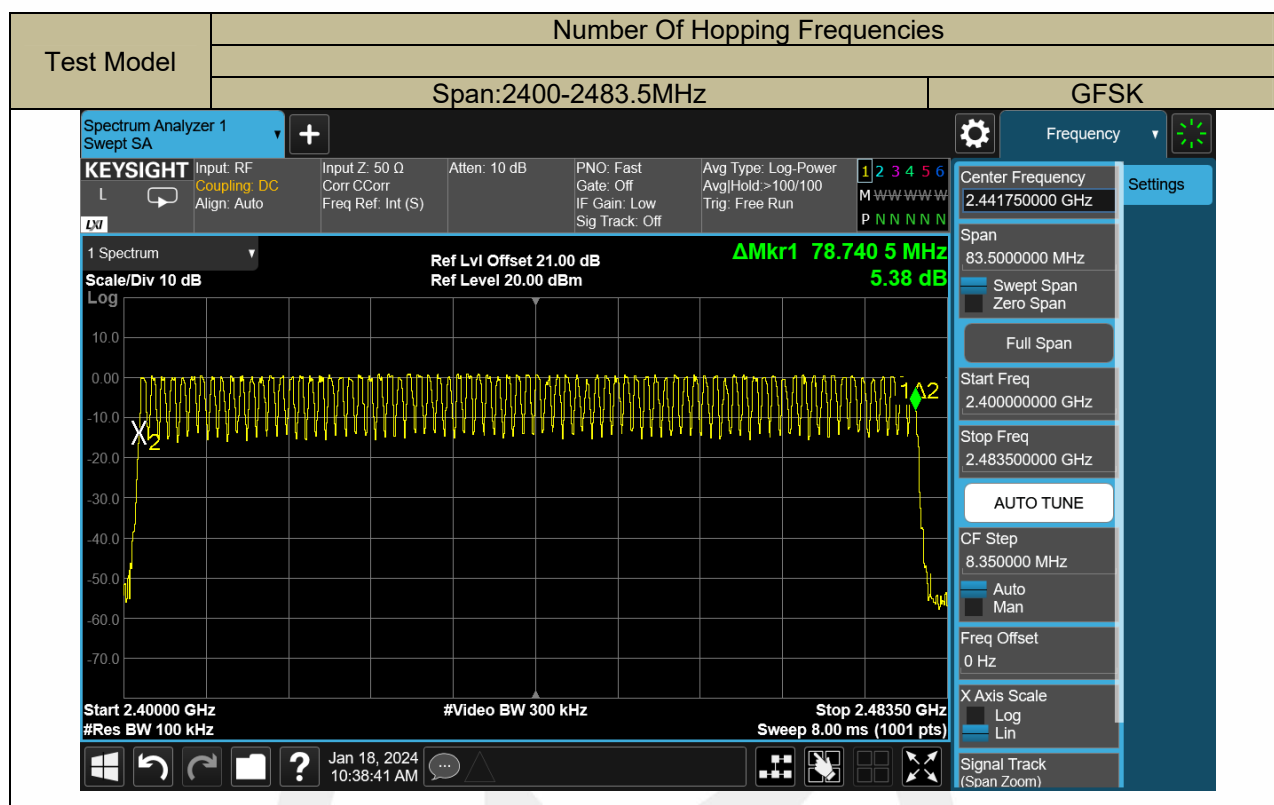 Number Of Hopping Frequencies
Test Model
Span:2400-2483.5MHz GFSK
Spectrum Analyzer 1
Swept SA
Frequency
KEYSIGHT
L
LXI
Input: RF
Coupling: DC
Align: Auto
Input Z: 50 Ω
Corr CCorr
Freq Ref: Int (S)
Atten: 10 dB
PNO: Fast
Gate: Off
IF Gain: Low
Sig Track: Off
Avg Type: Log-Power
Avg|Hold:>100/100
Trig: Free Run
1 2 3 4 5 6
M W W W W W
P N N N N N
1 Spectrum
Scale/Div 10 dB
Log
Ref Lvl Offset 21.00 dB
Ref Level 20.00 dBm
ΔMkr1 78.740 5 MHz
5.38 dB
10.0
0.00
-10.0
-20.0
-30.0
-40.0
-50.0
-60.0
-70.0
X2
1Δ2
Start 2.40000 GHz
#Res BW 100 kHz
#Video BW 300 kHz
Stop 2.48350 GHz
Sweep 8.00 ms (1001 pts)
Jan 18, 2024
10:38:41 AM
Center Frequency
2.441750000 GHz
Settings
Span
83.5000000 MHz
Swept Span
Zero Span
Full Span
Start Freq
2.400000000 GHz
Stop Freq
2.483500000 GHz
AUTO TUNE
CF Step
8.350000 MHz
Auto
Man
Freq Offset
0 Hz
X Axis Scale
Log
Lin
Signal Track
(Span Zoom)